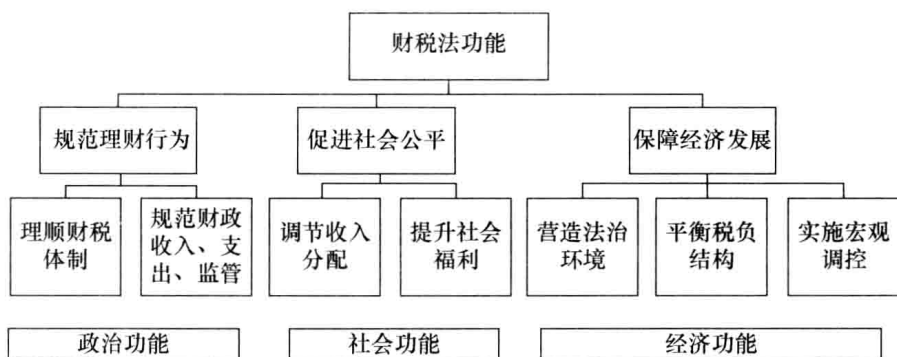 财税法功能
规范理财行为
促进社会公平
保障经济发展
理顺财税
体制
规范财政
收入、支
出、监管
调节收入
分配
提升社会
福利
营造法治
环境
平衡税负
结构
实施宏观
调控
政治功能
社会功能
经济功能